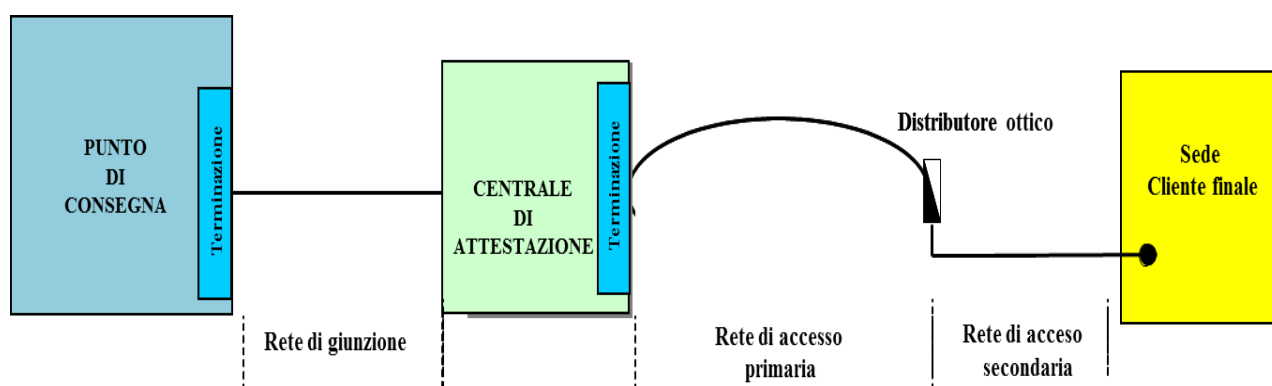 PUNTO
DI
CONSEGNA
Terminazione
CENTRALE
DI
ATTESTAZIONE
Terminazione
Distributore ottico
Sede
Cliente finale
Rete di giunzione
Rete di accesso
primaria
Rete di acceso
secondaria